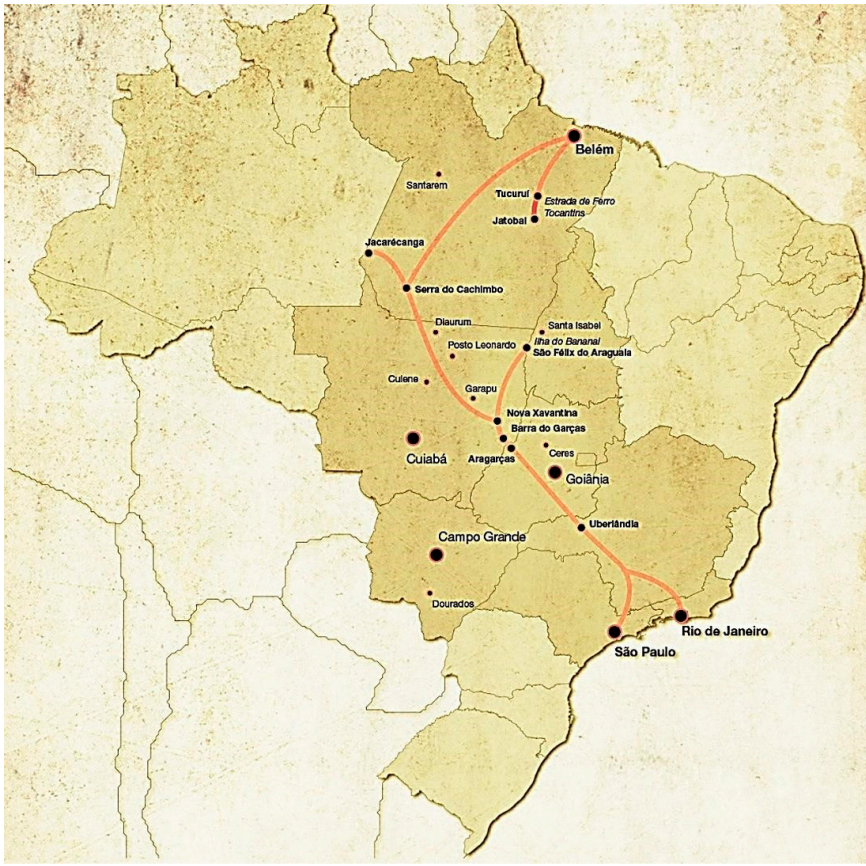 Belém
Santarem
Tucuruí
Estrada de Ferro
Tocantins
Jatobal
Jacarécanga
Serra do Cachimbo
Diaurum
Santa Isabel
Ilha do Bananal
Posto Leonardo
São Félix do Araguaia
Culene
Garapu
Nova Xavantina
Barra do Garças
Cuiabá
Aragarças
Ceres
Goiânia
Uberlândia
Campo Grande
Dourados
Rio de Janeiro
São Paulo